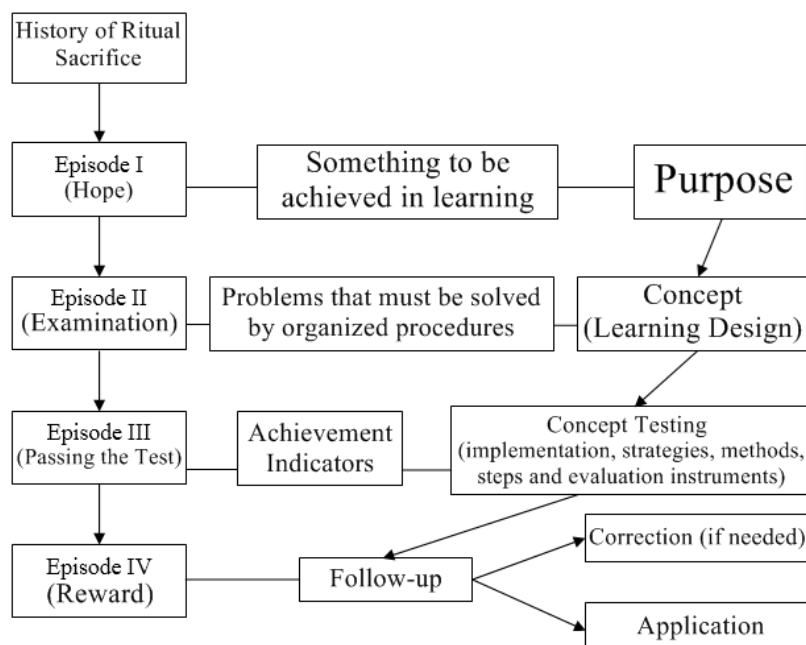 History of Ritual
Sacrifice
Episode I
(Hope)
Something to be
achieved in learning
Purpose
Episode II
(Examination)
Problems that must be solved
by organized procedures
Concept
(Learning Design)
Episode III
(Passing the Test)
Achievement
Indicators
Concept Testing
(implementation, strategies, methods,
steps and evaluation instruments)
Episode IV
(Reward)
Follow-up
Correction (if needed)
Application